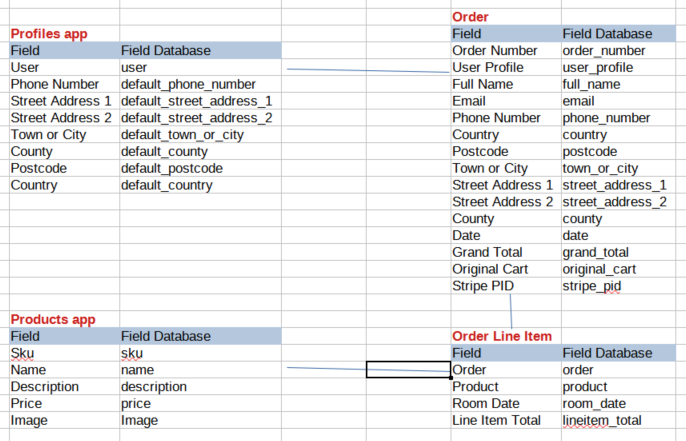 Profiles app
Field Field Database
User user
Phone Number default_phone_number
Street Address 1 default_street_address_1
Street Address 2 default_street_address_2
Town or City default_town_or_city
County default_county
Postcode default_postcode
Country default_country
Order
Field Field Database
Order Number order_number
User Profile user_profile
Full Name full_name
Email email
Phone Number phone_number
Country country
Postcode postcode
Town or City town_or_city
Street Address 1 street_address_1
Street Address 2 street_address_2
County county
Date date
Grand Total grand_total
Original Cart original_cart
Stripe PID stripe_pid
Products app
Field Field Database
Sku sku
Name name
Description description
Price price
Image Image
Order Line Item
Field Field Database
Order order
Product product
Room Date room_date
Line Item Total lineitem_total